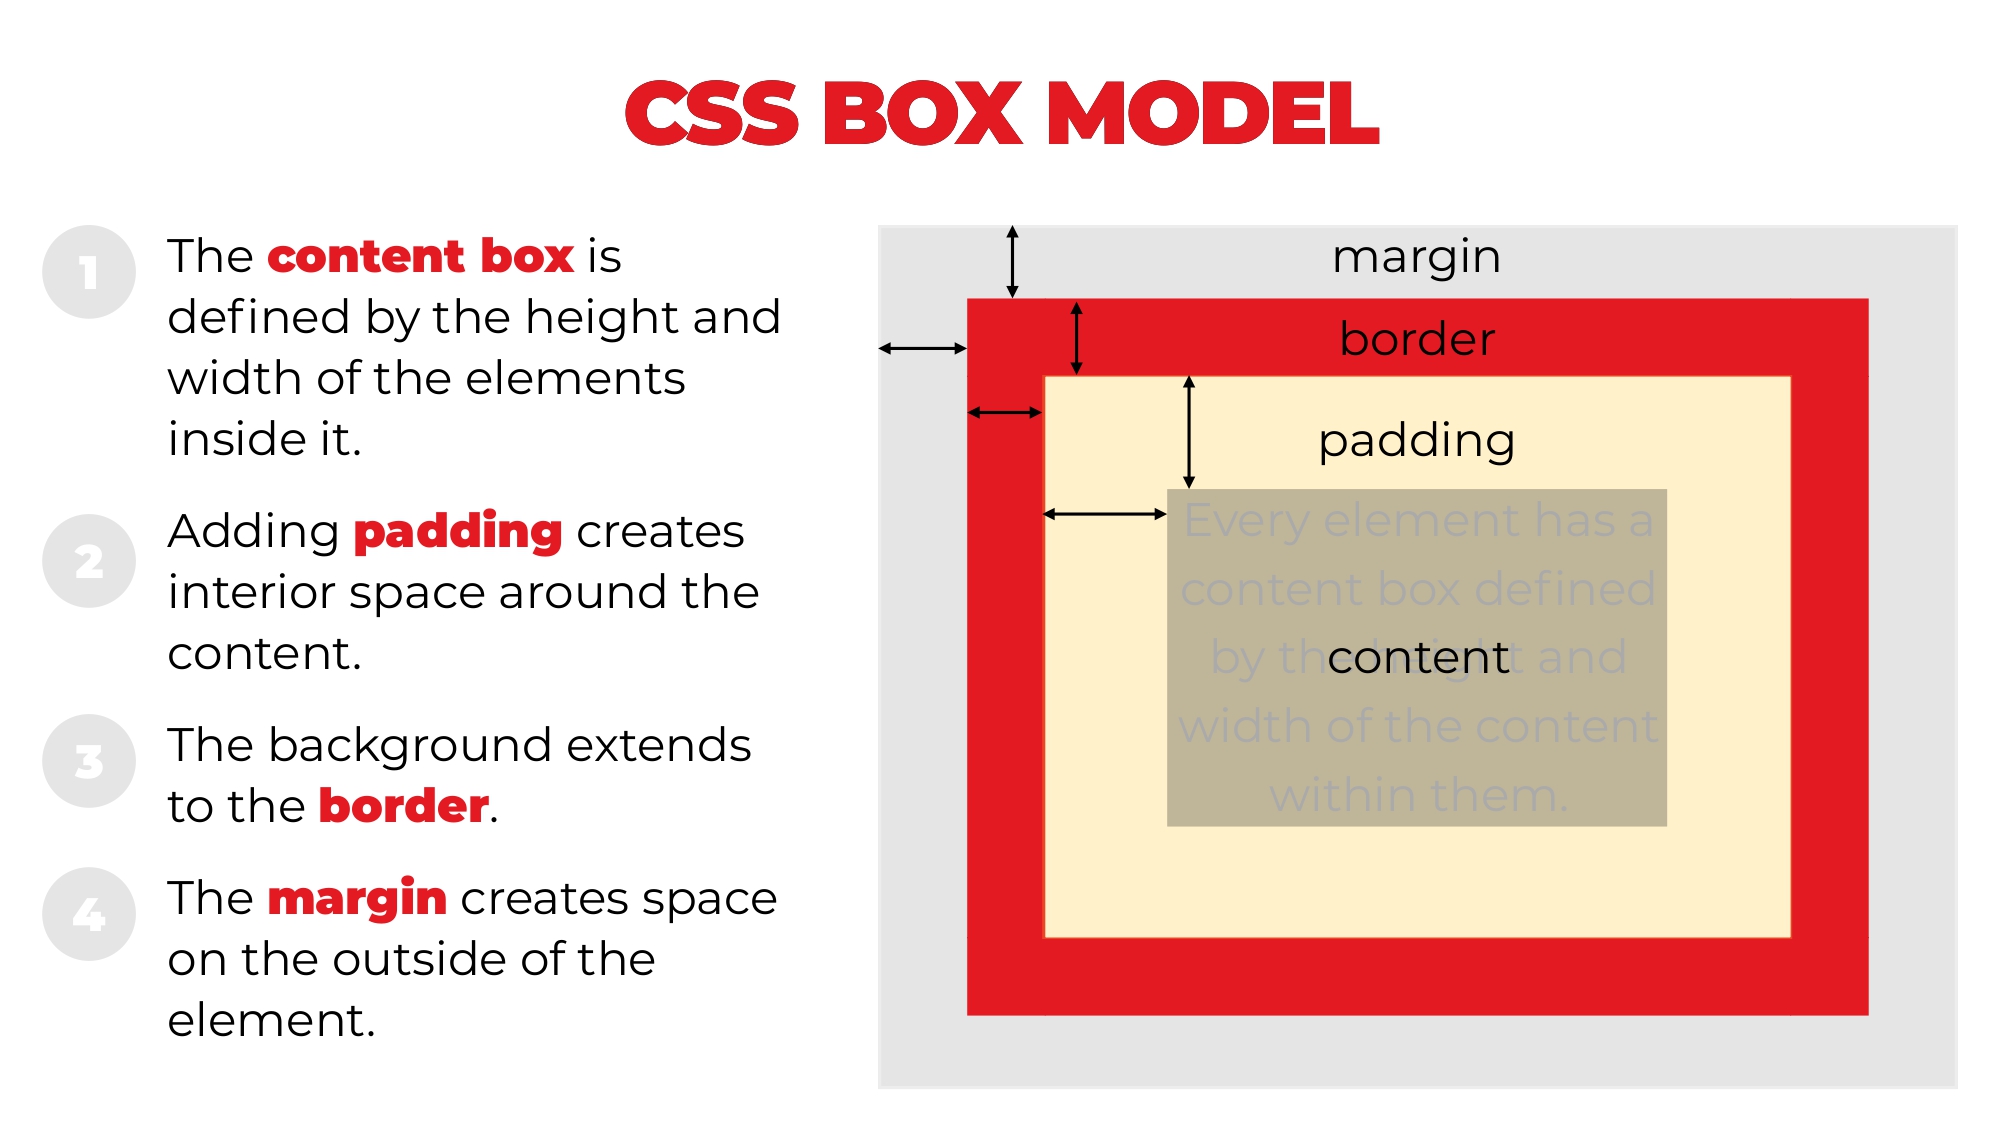 CSS BOX MODEL
1
The content box is
defined by the height and
width of the elements
inside it.
2
Adding padding creates
interior space around the
content.
3
The background extends
to the border.
4
The margin creates space
on the outside of the
element.
margin
border
padding
Every element has a
content box defined
by the height and
content
width of the content
within them.